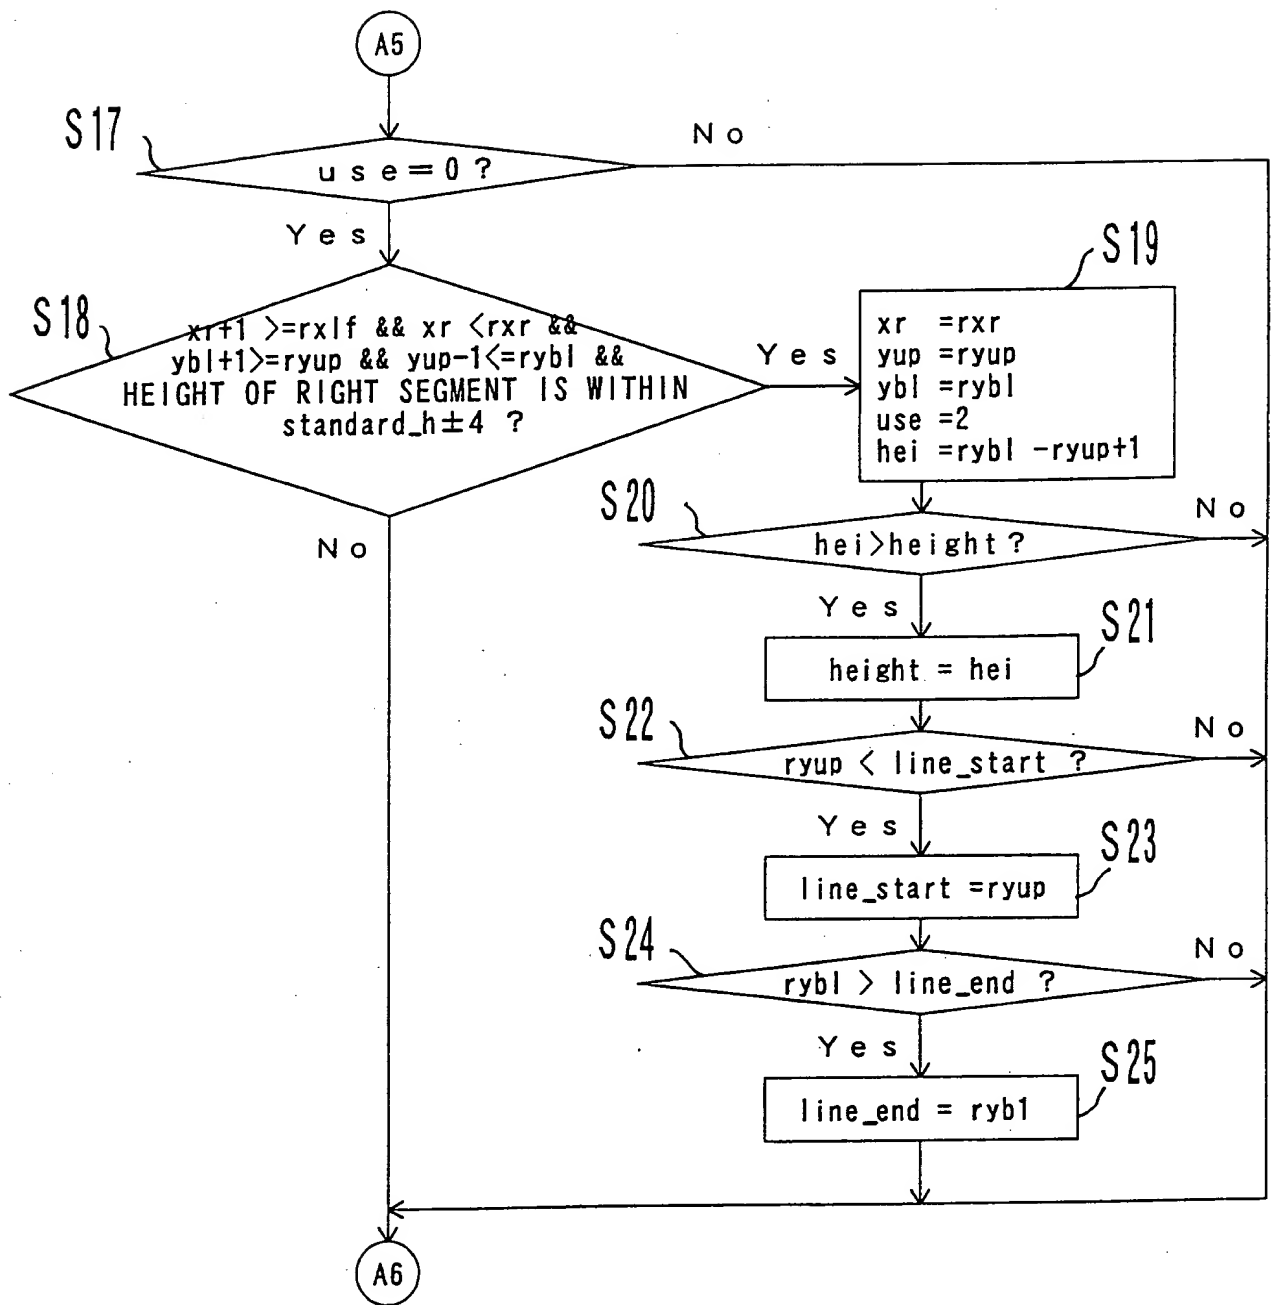 A5
S17
No
use=0?
Yes
S18
xr+1 >=rxlf && xr <rxr &&
ybl+1>=ryup && yup-1<=rybl &&
HEIGHT OF RIGHT SEGMENT IS WITHIN
standard_h±4 ?
Yes
No
S19
xr =rxr
yup =ryup
ybl =rybl
use =2
hei =rybl -ryup+1
S20
No
hei>height?
Yes
S21
height = hei
S22
No
ryup < line_start ?
Yes
S23
line_start =ryup
S24
No
rybl > line_end ?
Yes
S25
line_end = ryb1
A6